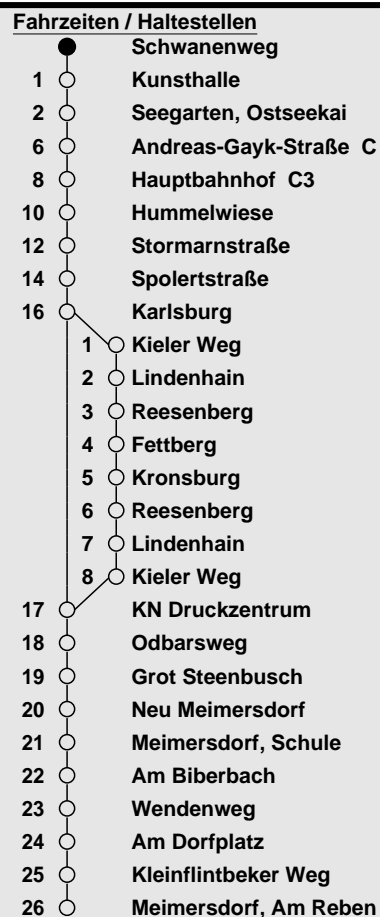 Fahrzeiten / Haltestellen
Schwanenweg
1 Kunsthalle
2 Seegarten, Ostseekai
6 Andreas-Gayk-Straße C
8 Hauptbahnhof C3
10 Hummelwiese
12 Stormarnstraße
14 Spolertstraße
16 Karlsburg
1 Kieler Weg
2 Lindenhain
3 Reesenberg
4 Fettberg
5 Kronsburg
6 Reesenberg
7 Lindenhain
8 Kieler Weg
17 KN Druckzentrum
18 Odbarsweg
19 Grot Steenbusch
20 Neu Meimersdorf
21 Meimersdorf, Schule
22 Am Biberbach
23 Wendenweg
24 Am Dorfplatz
25 Kleinflintbeker Weg
26 Meimersdorf, Am Reben